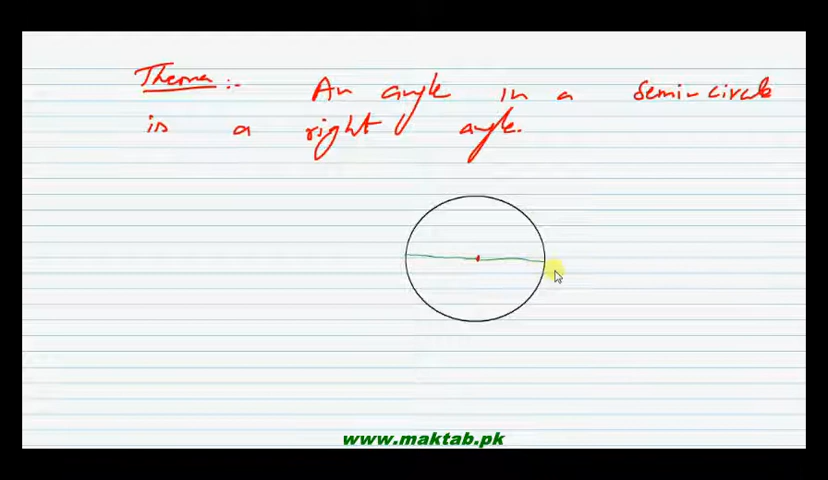 Theorem :-  An angle in a semi-circle
is a right angle.
www.maktab.pk